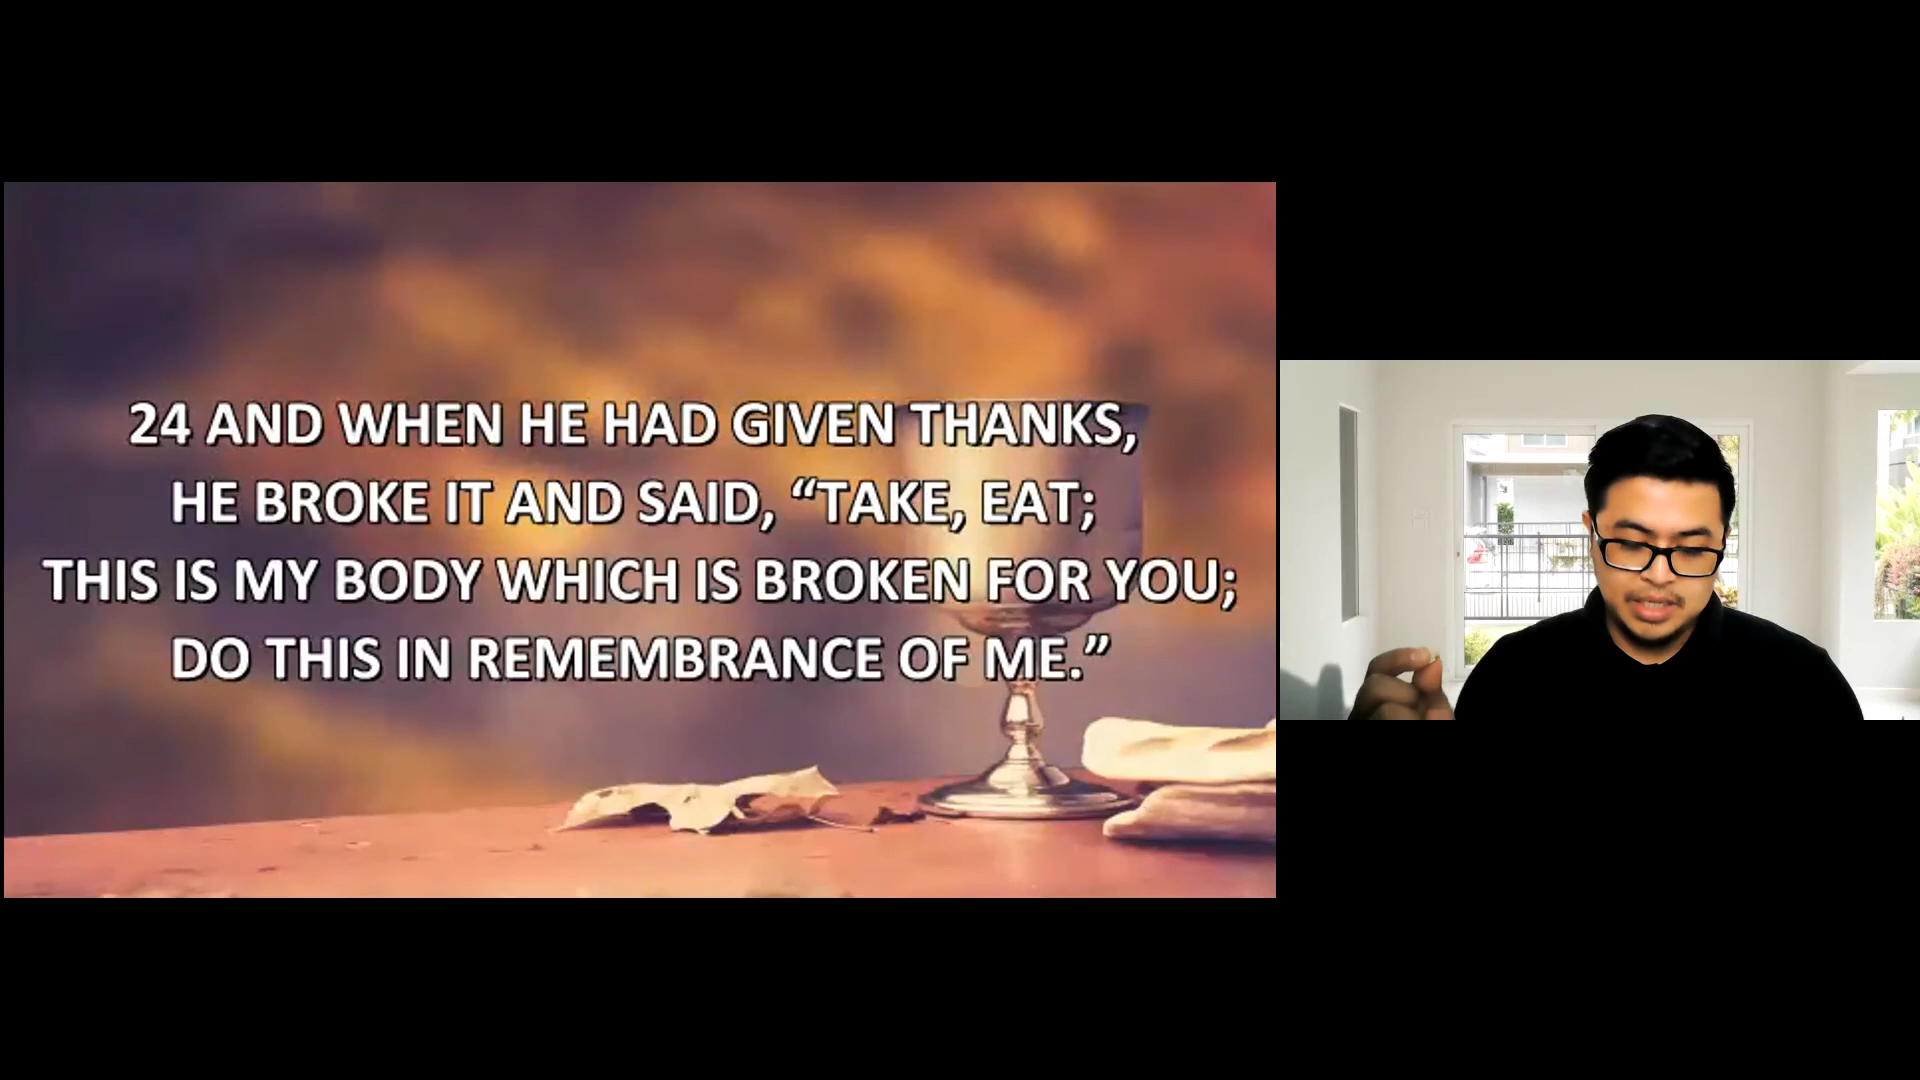 24 AND WHEN HE HAD GIVEN THANKS,
HE BROKE IT AND SAID, “TAKE, EAT;
THIS IS MY BODY WHICH IS BROKEN FOR YOU;
DO THIS IN REMEMBRANCE OF ME.”